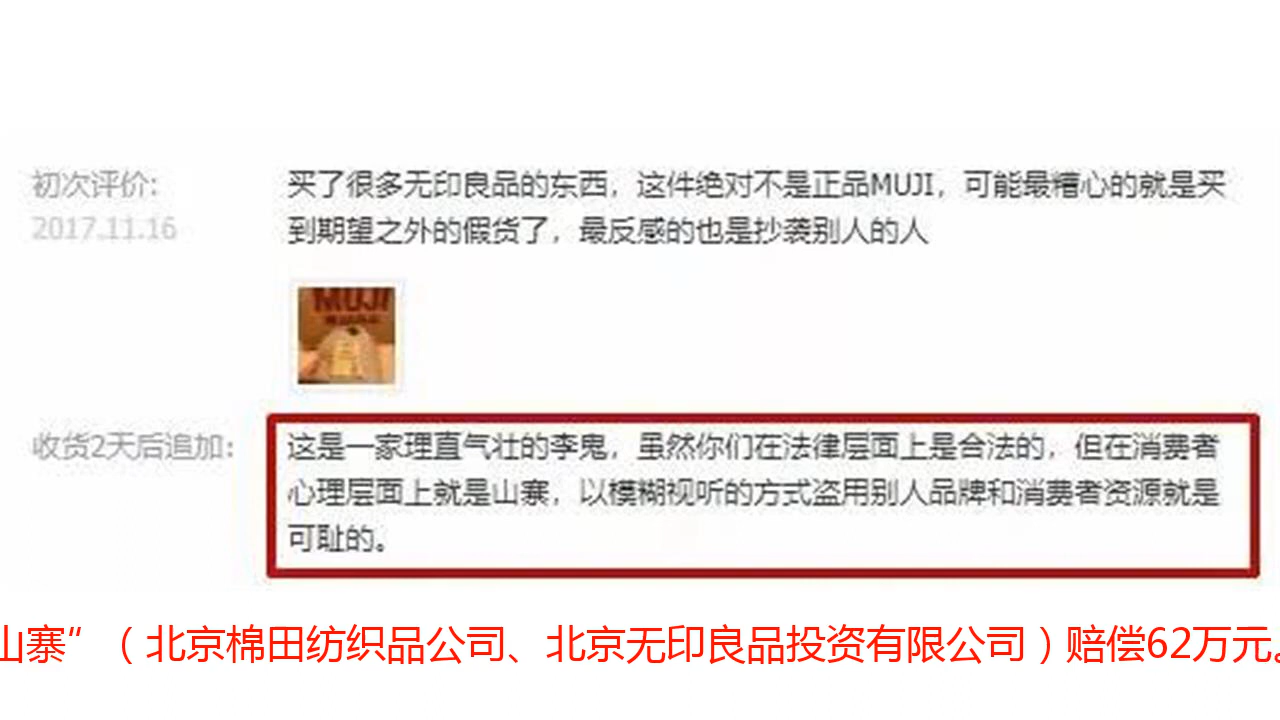 初次评价:
2017.11.16
买了很多无印良品的东西，这件绝对不是正品MUJI，可能最糟心的就是买
到期望之外的假货了，最反感的也是抄袭别人的人
MUJI
收货2天后追加:
这是一家理直气壮的李鬼，虽然你们在法律层面上是合法的，但在消费者
心理层面上就是山寨，以模糊视听的方式盗用别人品牌和消费者资源就是
可耻的。
山寨”（北京棉田纺织品公司、北京无印良品投资有限公司）赔偿62万元。